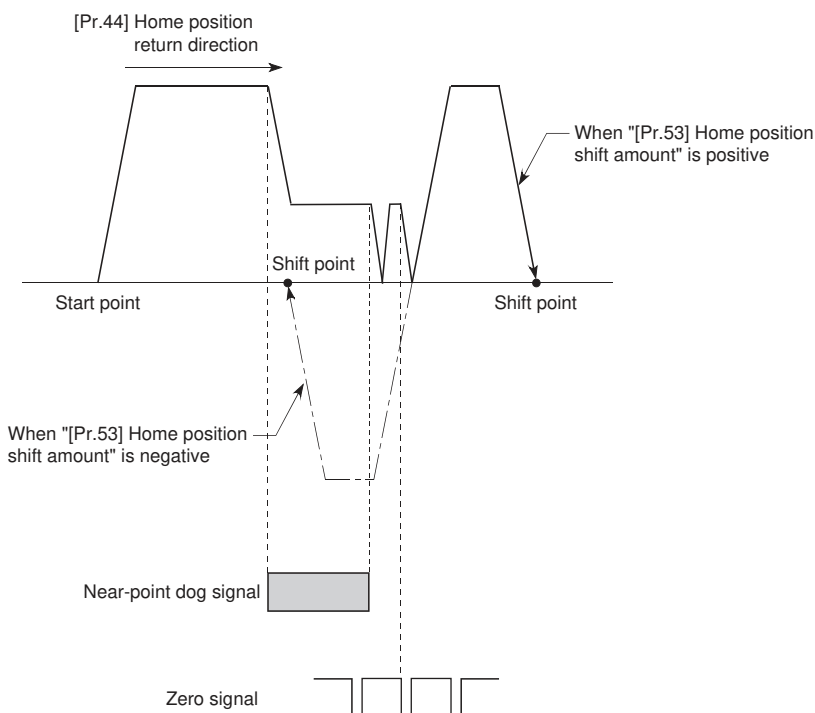 [Pr.44] Home position
return direction
When "[Pr.53] Home position
shift amount" is positive
Shift point
Start point
Shift point
When "[Pr.53] Home position
shift amount" is negative
Near-point dog signal
Zero signal